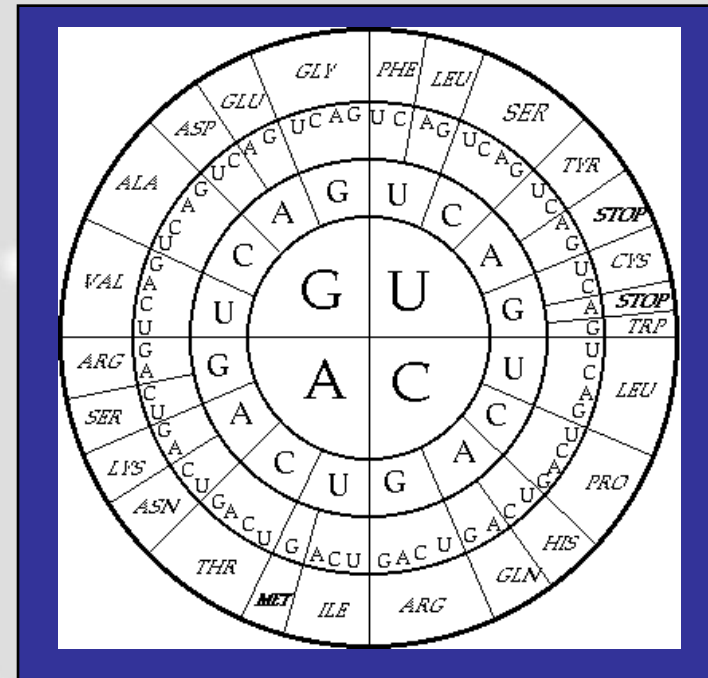 GLY
PHE
LEU
SER
TYR
STOP
CYS
STOP
TRP
LEU
PRO
HIS
GLN
ARG
ILE
MET
THR
ASN
LYS
SER
ARG
VAL
ALA
ASP
GLU
U C A G U C A G U C A G U C A G
U C A G U C A G U C A G U C A G
U C A G U C A G U C A G U C A G
U C A G U C A G U C A G U C A G
U C A G
U C A G
U C A G
U C A G
G U
A C